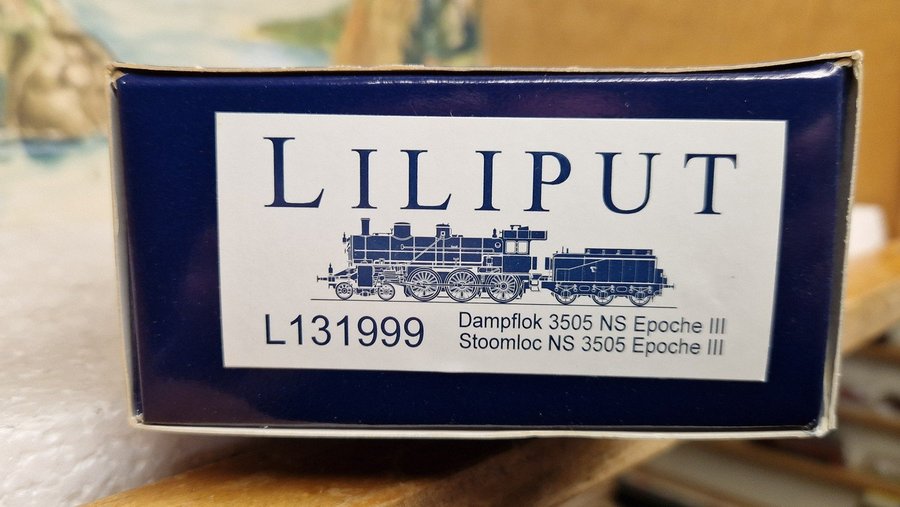 LILIPUT
L131999
Dampflok 3505 NS Epoche III
Stoomloc NS 3505 Epoche III